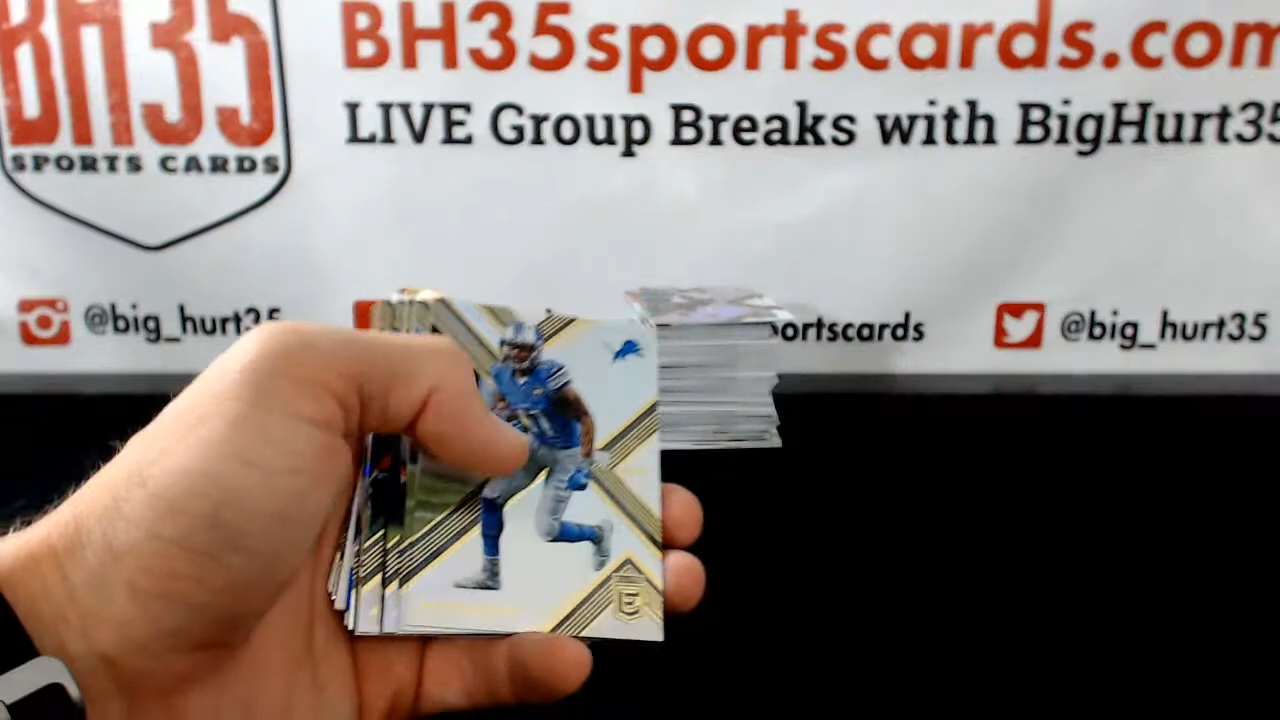 BH35
SPORTS CARDS
BH35sportscards.com
LIVE Group Breaks with BigHurt35
@big_hurt35
ortscards
@big_hurt35
E